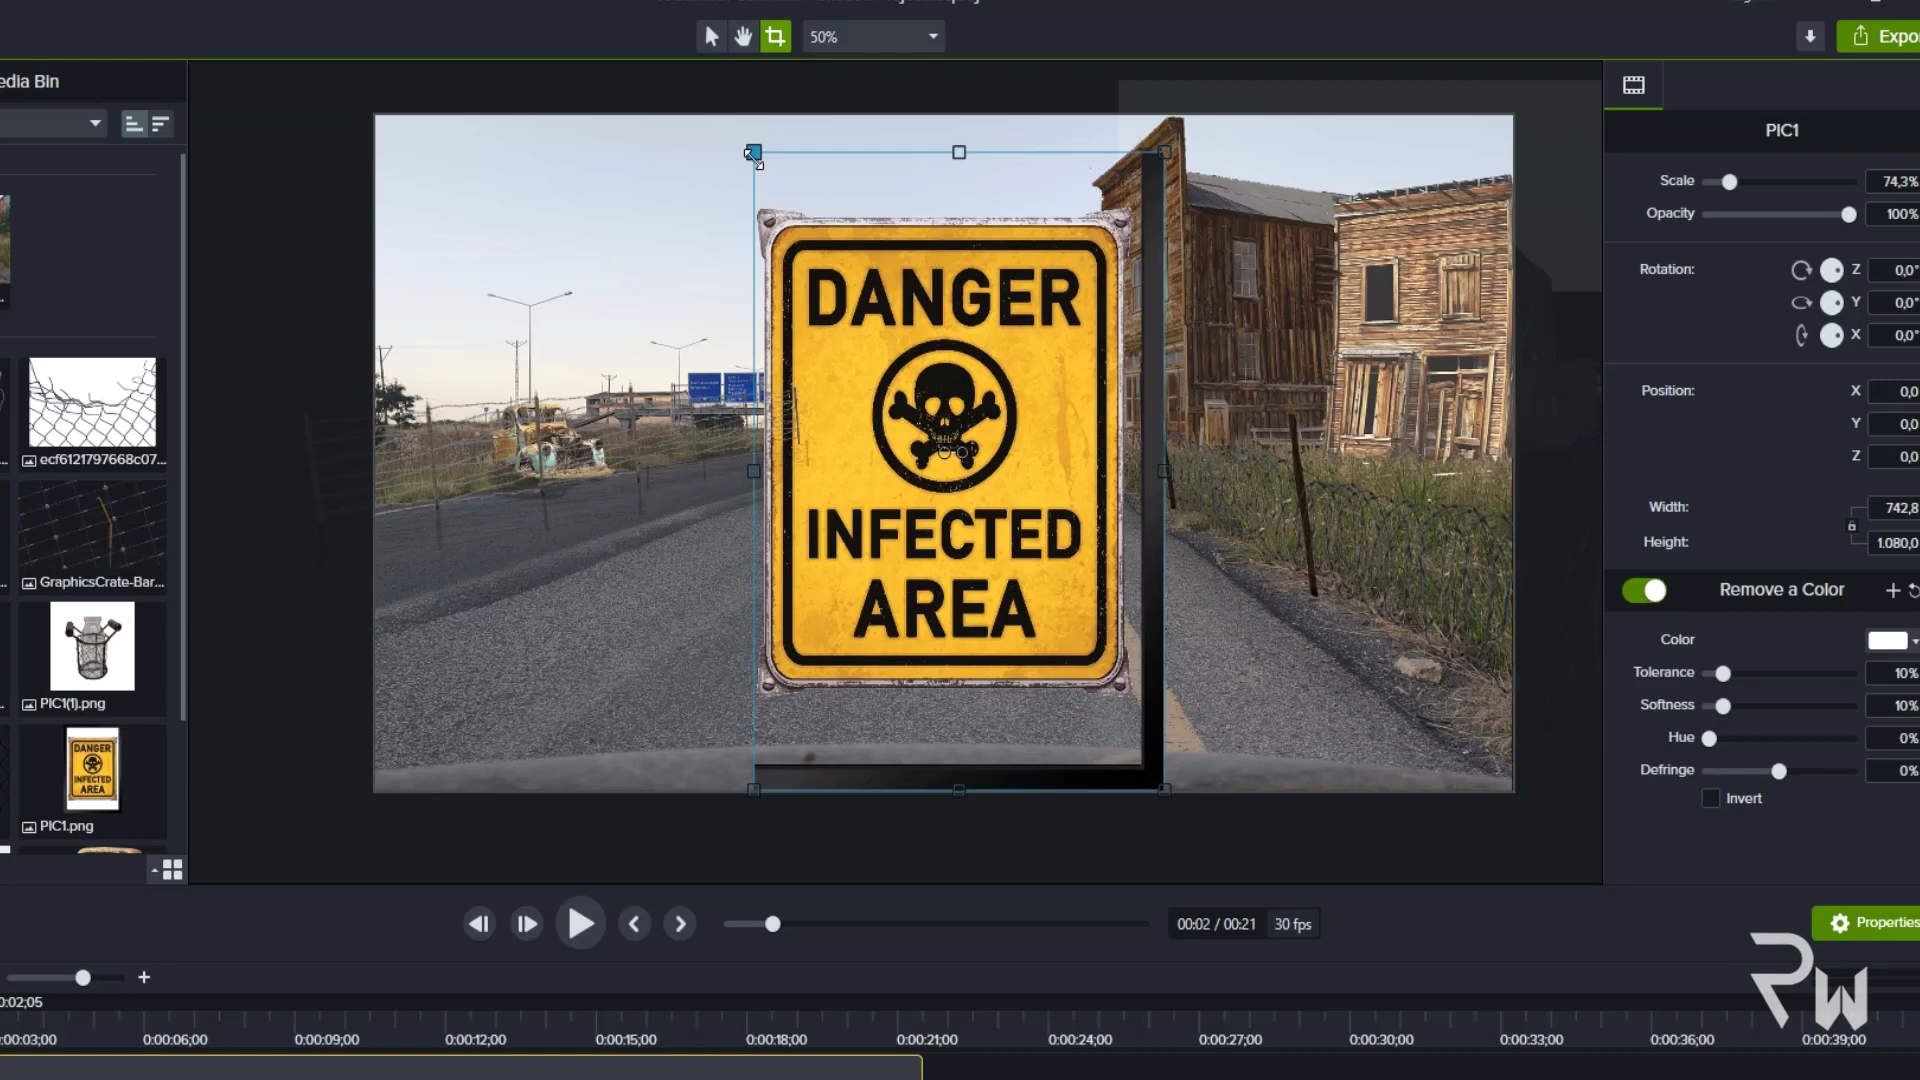 50%
Expo
edia Bin
PIC1
Scale
74,3%
Opacity
100%
Rotation:
Z
0,0°
Y
0,0°
X
0,0°
Position:
X
0,0
Y
0,0
Z
0,0
Width:
742,8
Height:
1.080,0
Remove a Color
Color
Tolerance
10%
Softness
10%
Hue
0%
Defringe
0%
Invert
ecf6121797668c07...
GraphicsCrate-Bar...
PIC1(1).png
DANGER
INFECTED
AREA
PIC1.png
DANGER
INFECTED
AREA
00:02 / 00:21
30 fps
Properties
RW
0:02;05
:00:03;00
0:00:06;00
0:00:09;00
0:00:12;00
0:00:15;00
0:00:18;00
0:00:21;00
0:00:24;00
0:00:27;00
0:00:30;00
0:00:33;00
0:00:36;00
0:00:39;00